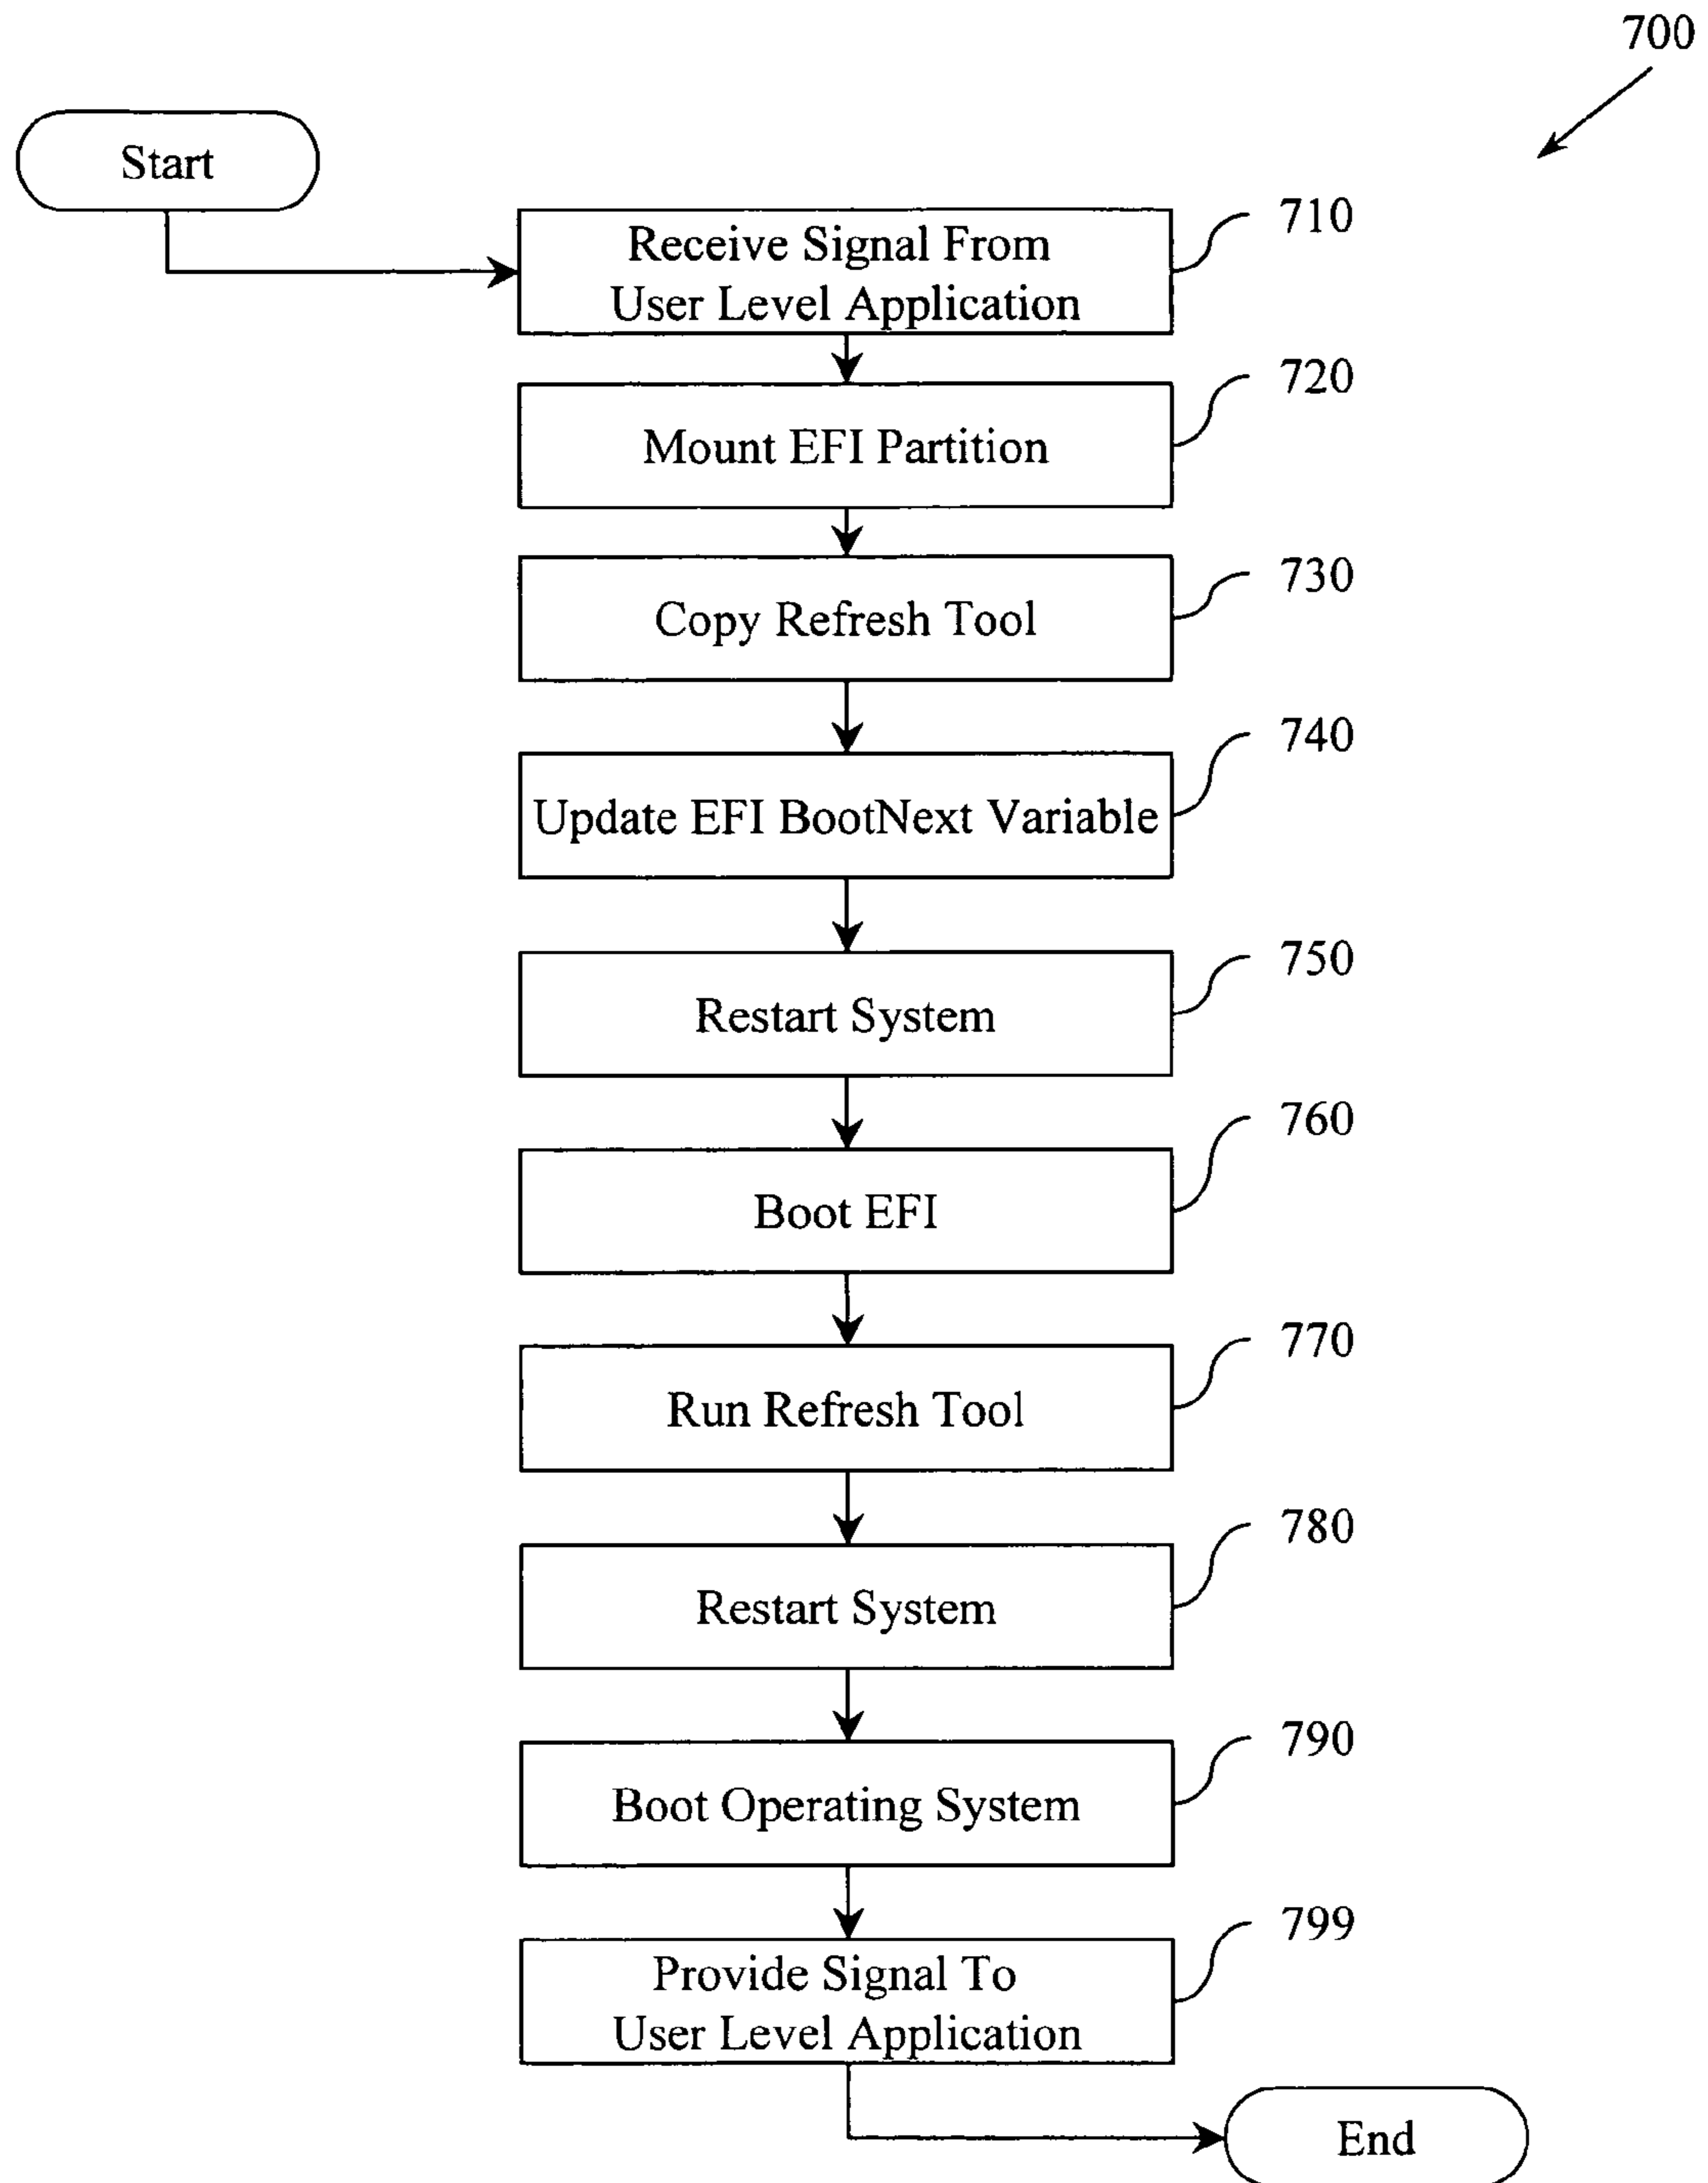 700
Start
710
Receive Signal From
User Level Application
720
Mount EFI Partition
730
Copy Refresh Tool
740
Update EFI BootNext Variable
750
Restart System
760
Boot EFI
770
Run Refresh Tool
780
Restart System
790
Boot Operating System
799
Provide Signal To
User Level Application
End